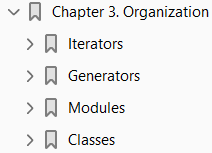 Chapter 3. Organization
Iterators
Generators
Modules
Classes